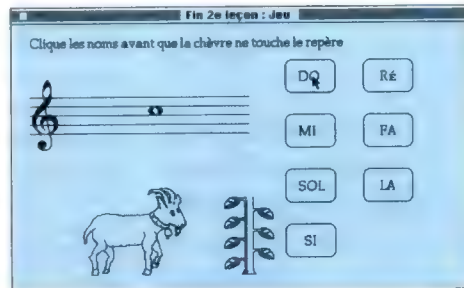 Fin 2e leçon : Jeu
Clique les noms avant que la chèvre ne touche le repère
DO
RÉ
MI
FA
SOL
LA
SI